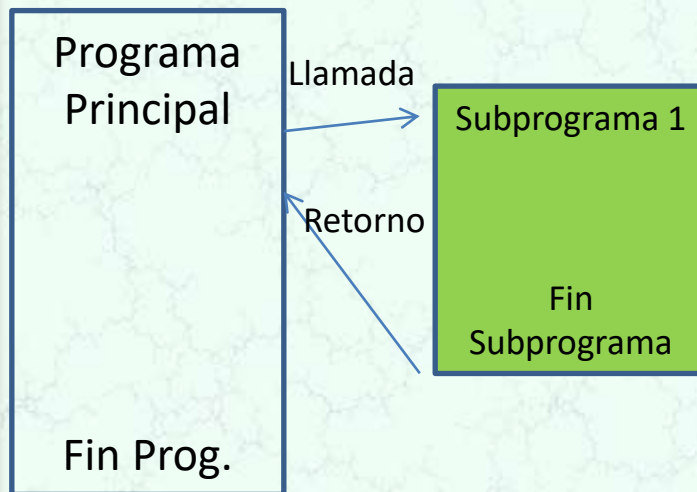 Programa
Principal
Llamada
Subprograma 1
Retorno
Fin
Subprograma
Fin Prog.